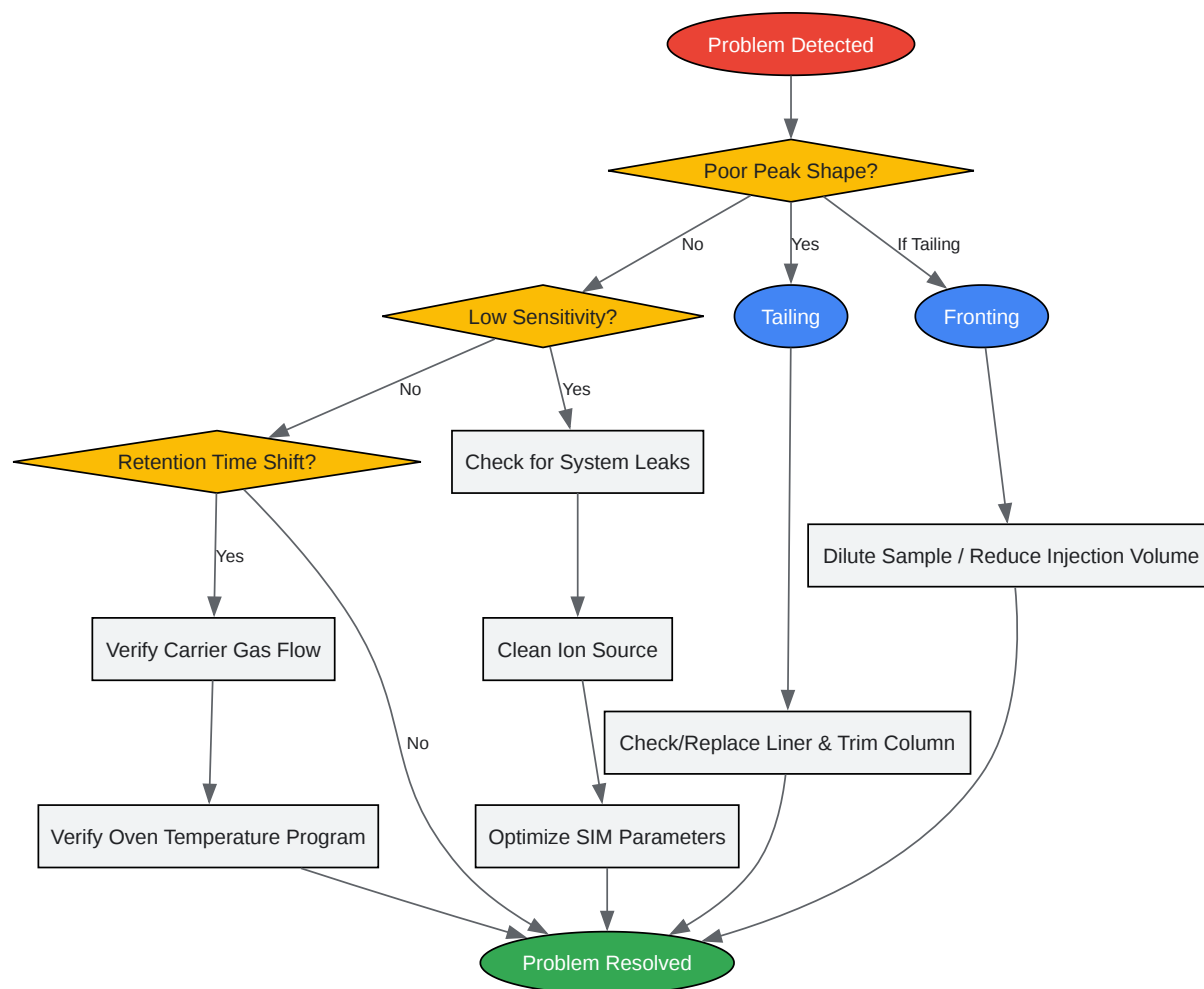 Problem Detected
Poor Peak Shape?
No
Yes
If Tailing
Low Sensitivity?
Tailing
Fronting
No
Yes
Retention Time Shift?
Check for System Leaks
Yes
Dilute Sample / Reduce Injection Volume
Verify Carrier Gas Flow
Clean Ion Source
No
Check/Replace Liner & Trim Column
Verify Oven Temperature Program
Optimize SIM Parameters
Problem Resolved